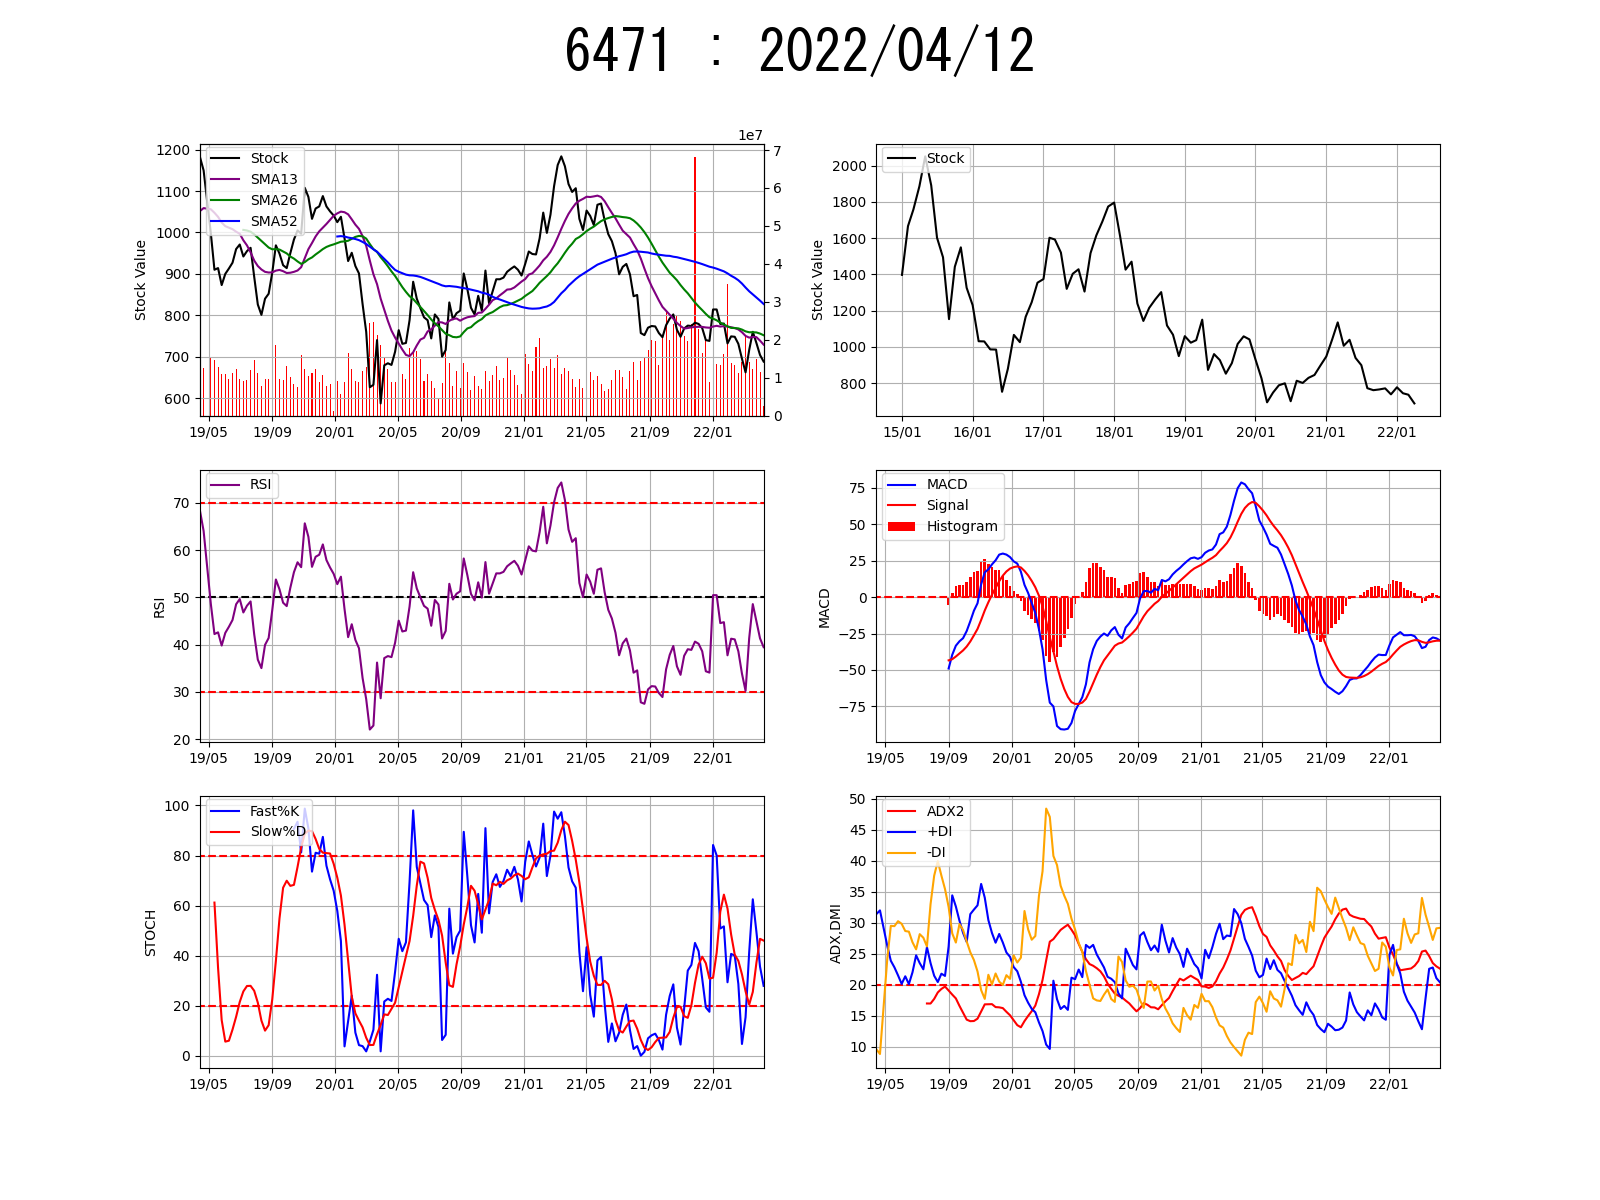 6471 : 2022/04/12
1e7
Stock Value
1200
1100
1000
900
800
700
600
Stock
SMA13
SMA26
SMA52
7
6
5
4
3
2
1
0
19/05 19/09 20/01 20/05 20/09 21/01 21/05 21/09 22/01
Stock Value
2000
1800
1600
1400
1200
1000
800
Stock
15/01 16/01 17/01 18/01 19/01 20/01 21/01 22/01
RSI
70
60
50
40
30
20
RSI
19/05 19/09 20/01 20/05 20/09 21/01 21/05 21/09 22/01
MACD
75
50
25
0
−25
−50
−75
MACD
Signal
Histogram
19/05 19/09 20/01 20/05 20/09 21/01 21/05 21/09 22/01
STOCH
100
80
60
40
20
0
Fast%K
Slow%D
19/05 19/09 20/01 20/05 20/09 21/01 21/05 21/09 22/01
ADX,DMI
50
45
40
35
30
25
20
15
10
ADX2
+DI
-DI
19/05 19/09 20/01 20/05 20/09 21/01 21/05 21/09 22/01